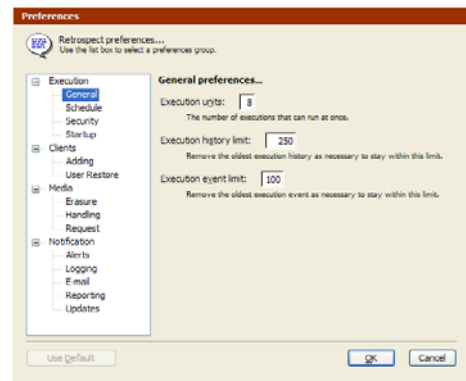 Preferences
Retrospect preferences...
Use the list box to select a preferences group.
Execution
General
Schedule
Security
Startup
Clients
Adding
User Restore
Media
Erasure
Handling
Request
Notification
Alerts
Logging
E-mail
Reporting
Updates
General preferences...
Execution units: 8
The number of executions that can run at once.
Execution history limit: 250
Remove the oldest execution history as necessary to stay within this limit.
Execution event limit: 100
Remove the oldest execution event as necessary to stay within this limit.
Use Default
OK
Cancel